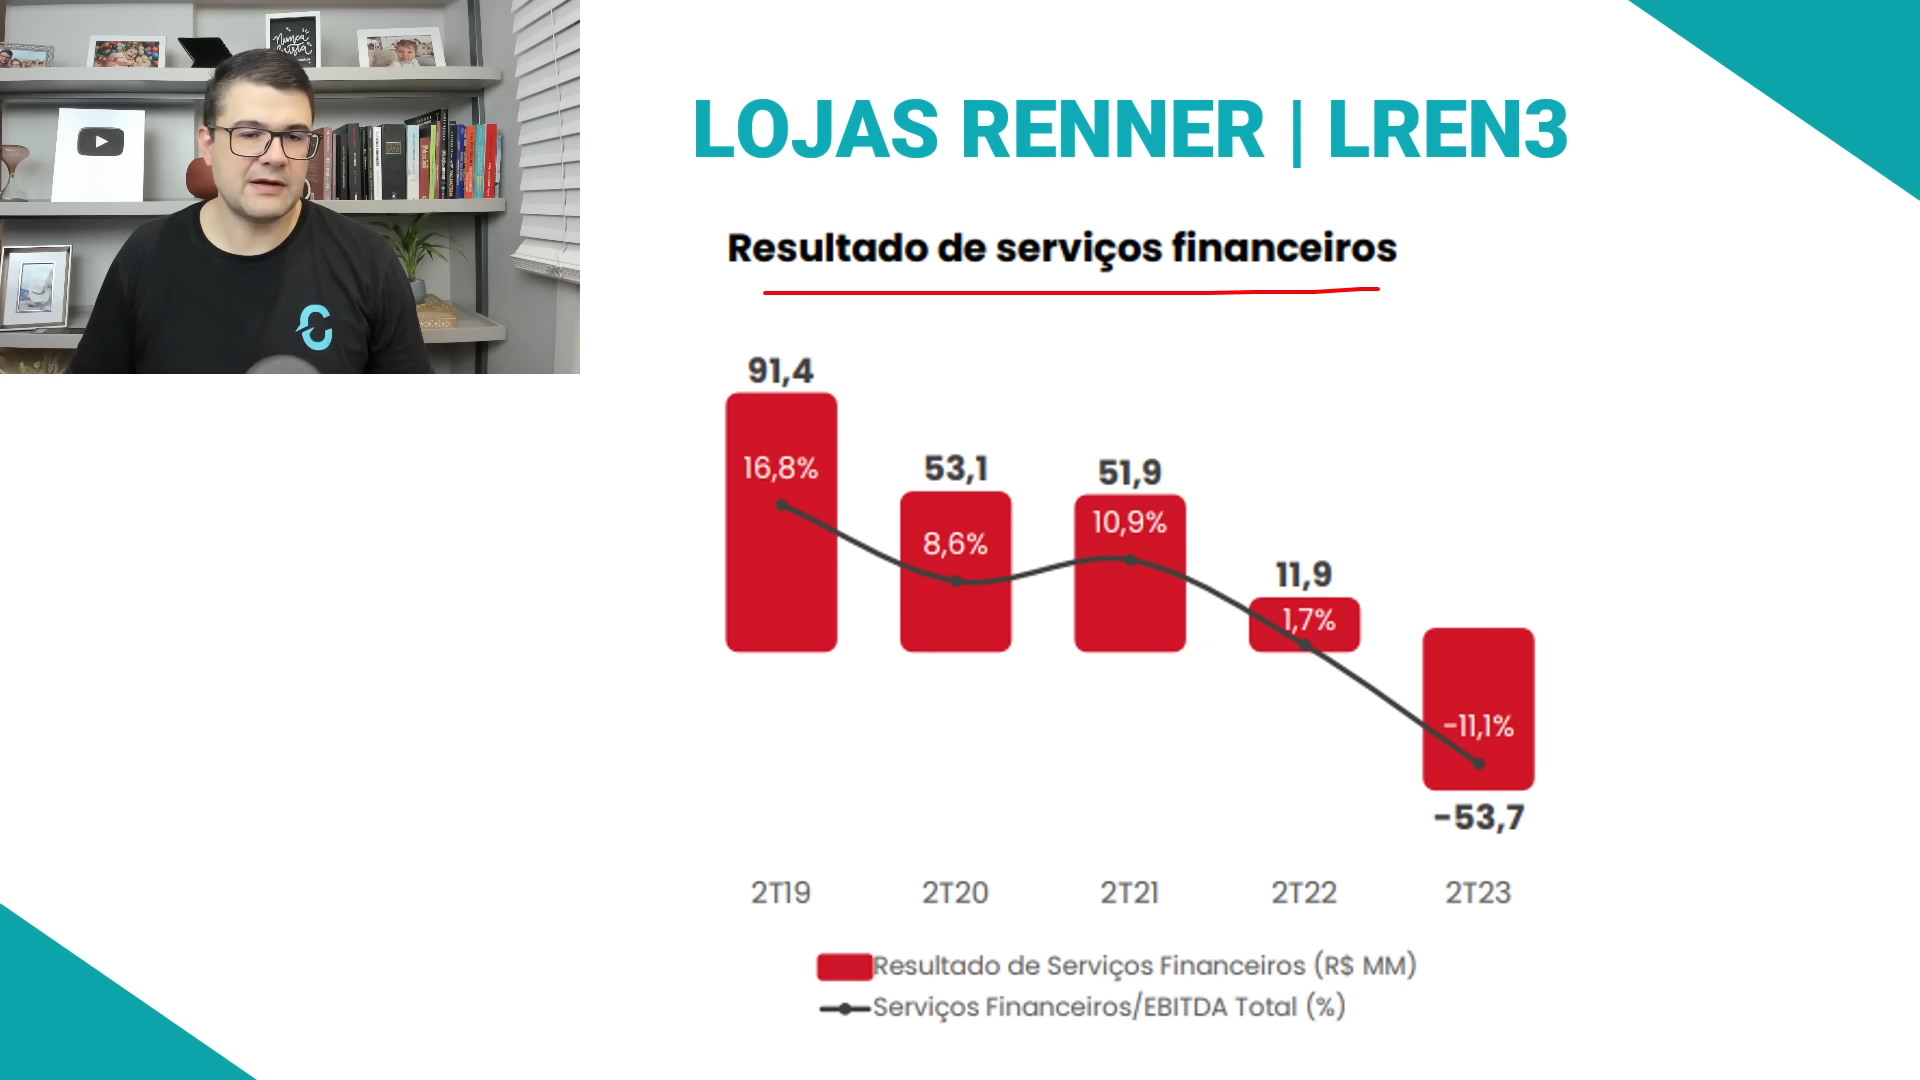 Nunca
LOJAS RENNER | LREN3
Resultado de serviços financeiros
91,4
16,8%
53,1
8,6%
51,9
10,9%
11,9
1,7%
-11,1%
-53,7
2T19 2T20 2T21 2T22 2T23
Resultado de Serviços Financeiros (R$ MM)
Serviços Financeiros/EBITDA Total (%)